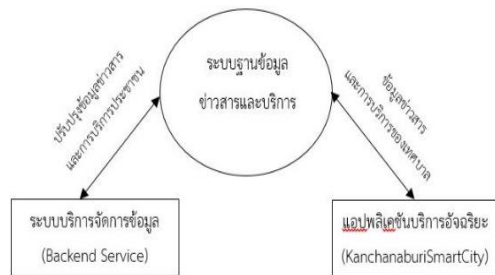 ระบบฐานข้อมูล
ข่าวสารและบริการ
ปรับปรุงข้อมูลข่าวสาร
และการบริการประชาชน
ข้อมูลข่าวสาร
และการบริการของเทศบาล
ระบบบริการจัดการข้อมูล
(Backend Service)
แอปพลิเคชันบริการอัจฉริยะ
(KanchanaburiSmartCity)